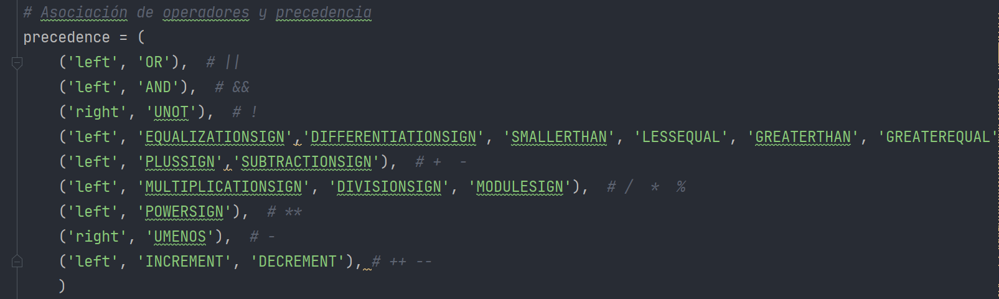 # Asociación de operadores y precedencia
precedence = (
    ('left', 'OR'),  # ||
    ('left', 'AND'),  # &&
    ('right', 'UNOT'),  # !
    ('left', 'EQUALIZATIONSIGN','DIFFERENTIATIONSIGN', 'SMALLERTHAN', 'LESSEQUAL', 'GREATERTHAN', 'GREATEREQUAL'
    ('left', 'PLUSSIGN','SUBTRACTIONSIGN'),  # +  -
    ('left', 'MULTIPLICATIONSIGN', 'DIVISIONSIGN', 'MODULESIGN'),  # /  *  %
    ('left', 'POWERSIGN'),  # **
    ('right', 'UMENOS'),  # -
    ('left', 'INCREMENT', 'DECREMENT'), # ++ --
    )